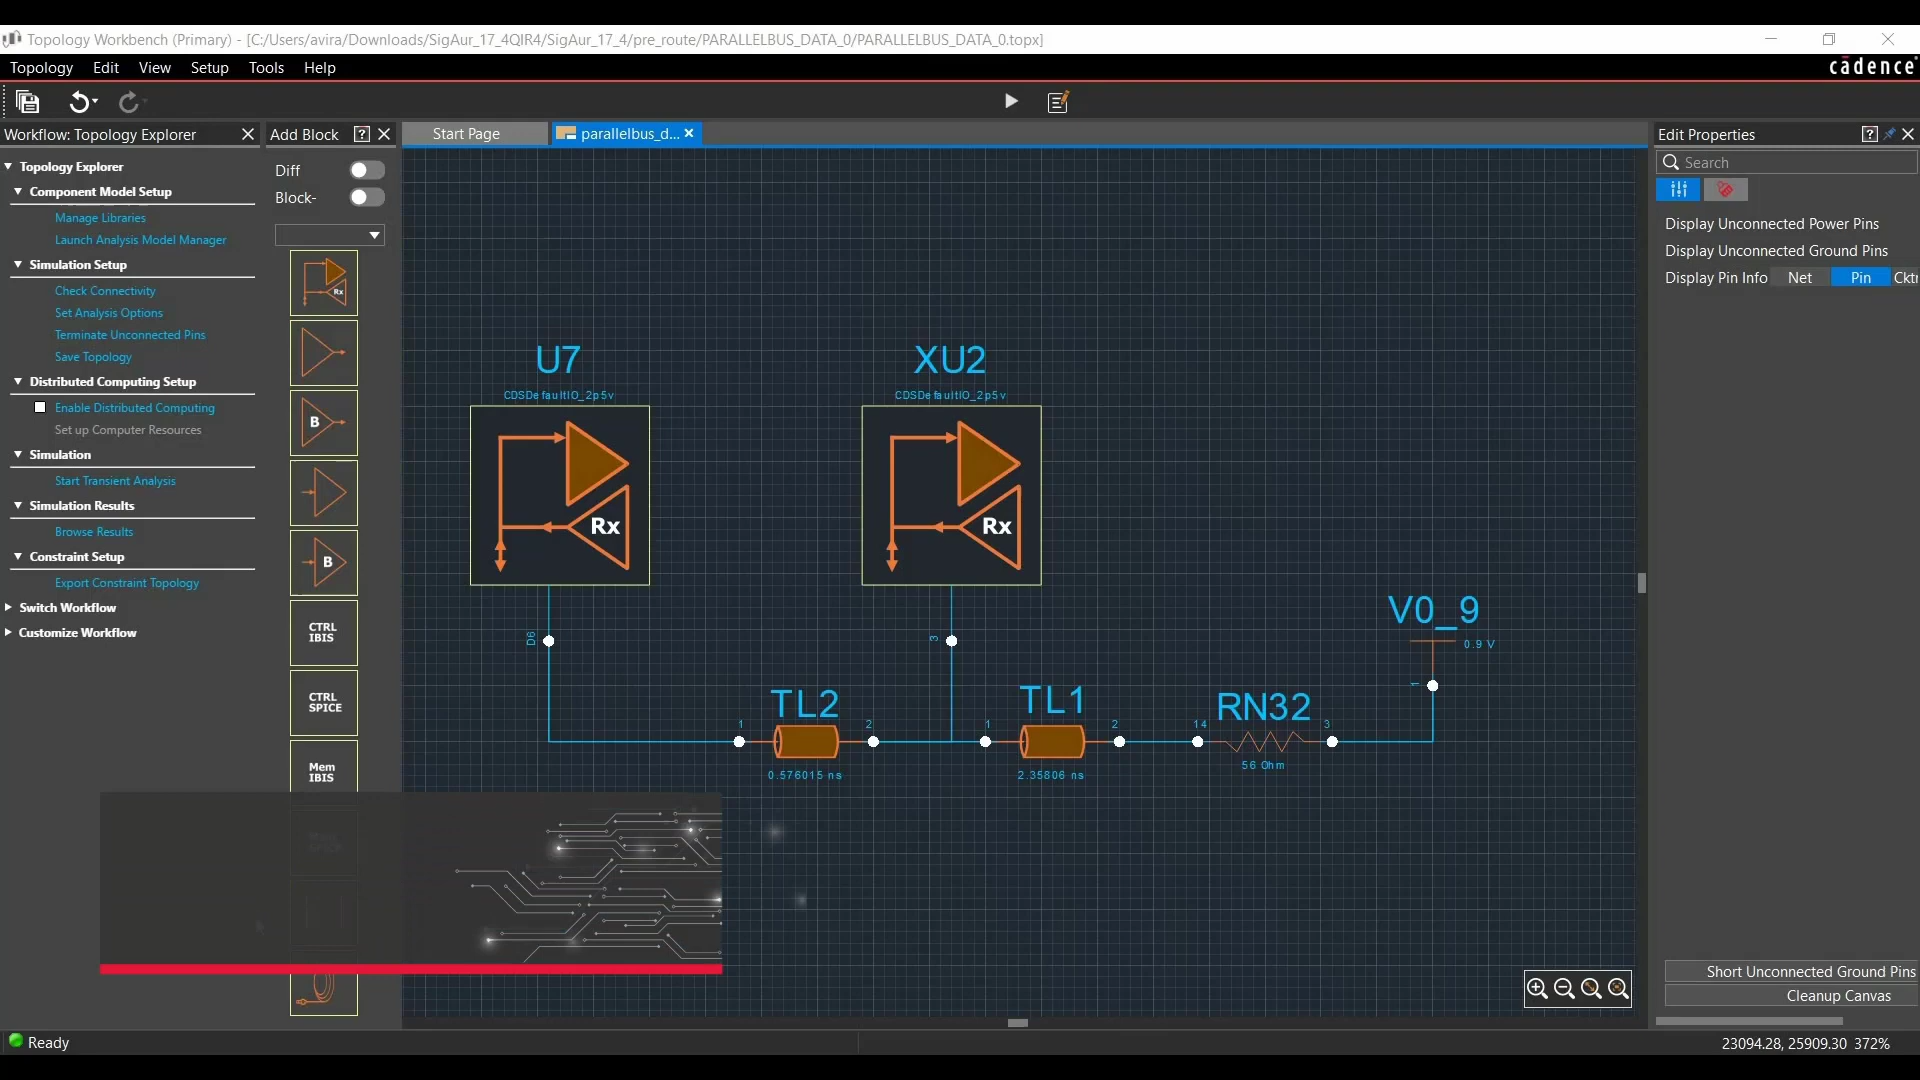 Topology Workbench (Primary) - [C:/Users/avira/Downloads/SigAur_17_4QIR4/SigAur_17_4/pre_route/PARALLELBUS_DATA_0/PARALLELBUS_DATA_0.topx]
Topology Edit View Setup Tools Help
cādence
Workflow: Topology Explorer
Topology Explorer
Component Model Setup
Manage Libraries
Launch Analysis Model Manager
Simulation Setup
Check Connectivity
Set Analysis Options
Terminate Unconnected Pins
Save Topology
Distributed Computing Setup
Enable Distributed Computing
Set up Computer Resources
Simulation
Start Transient Analysis
Simulation Results
Browse Results
Constraint Setup
Export Constraint Topology
Switch Workflow
Customize Workflow
Add Block ?
Diff
Block-
Rx
B
B
CTRL
IBIS
CTRL
SPICE
Mem
IBIS
Start Page
parallelbus_d...
U7
CDSDefaultIO_2p5v
Rx
D6
XU2
CDSDefaultIO_2p5v
Rx
3
TL2
1 2
0.576015 ns
TL1
1 2
2.35806 ns
RN32
14 3
56 Ohm
V0_9
0.9 V
1
Edit Properties ?
Search
Display Unconnected Power Pins
Display Unconnected Ground Pins
Display Pin Info Net Pin Cktr
Short Unconnected Ground Pins
Cleanup Canvas
Ready
23094.28, 25909.30 372%